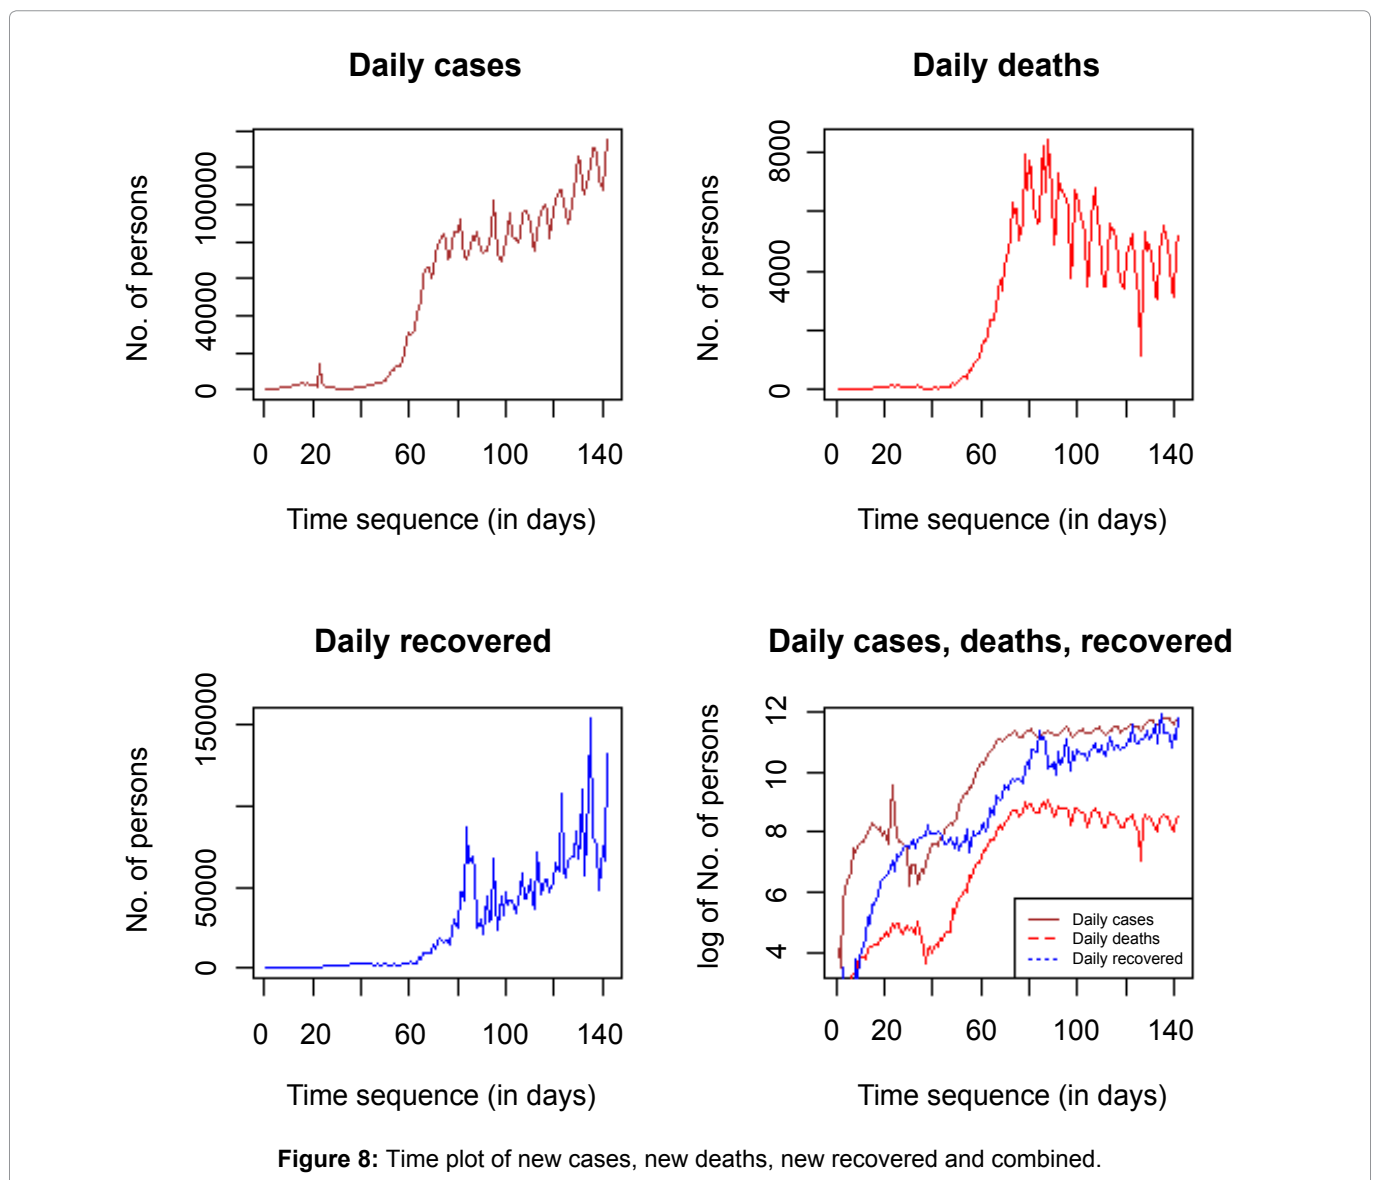 Daily cases
No. of persons
0
40000
100000
0 20 60 100 140
Time sequence (in days)
Daily deaths
No. of persons
0
4000
8000
0 20 60 100 140
Time sequence (in days)
Daily recovered
No. of persons
0
50000
150000
0 20 60 100 140
Time sequence (in days)
Daily cases, deaths, recovered
log of No. of persons
4
6
8
10
12
Daily cases
Daily deaths
Daily recovered
0 20 60 100 140
Time sequence (in days)
Figure 8: Time plot of new cases, new deaths, new recovered and combined.